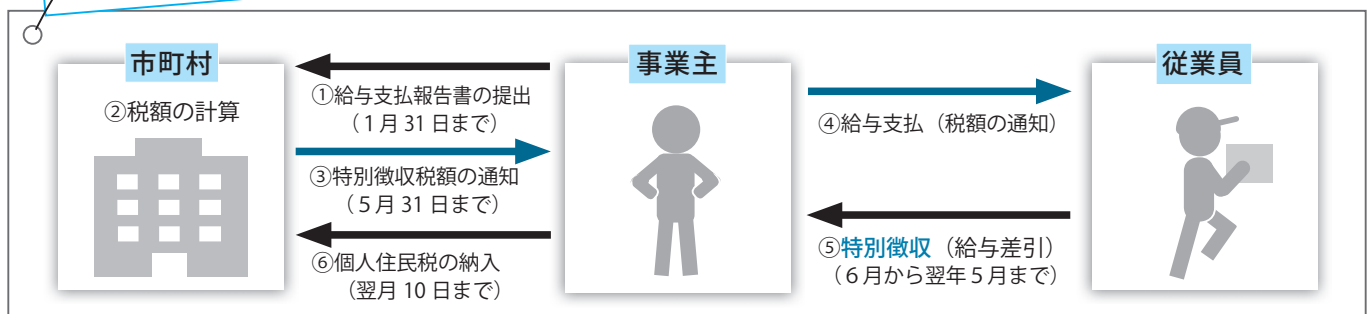 市町村
②税額の計算
①給与支払報告書の提出
（1月31日まで）
③特別徴収税額の通知
（5月31日まで）
⑥個人住民税の納入
（翌月10日まで）
事業主
④給与支払（税額の通知）
⑤特別徴収（給与差引）
（６月から翌年５月まで）
従業員